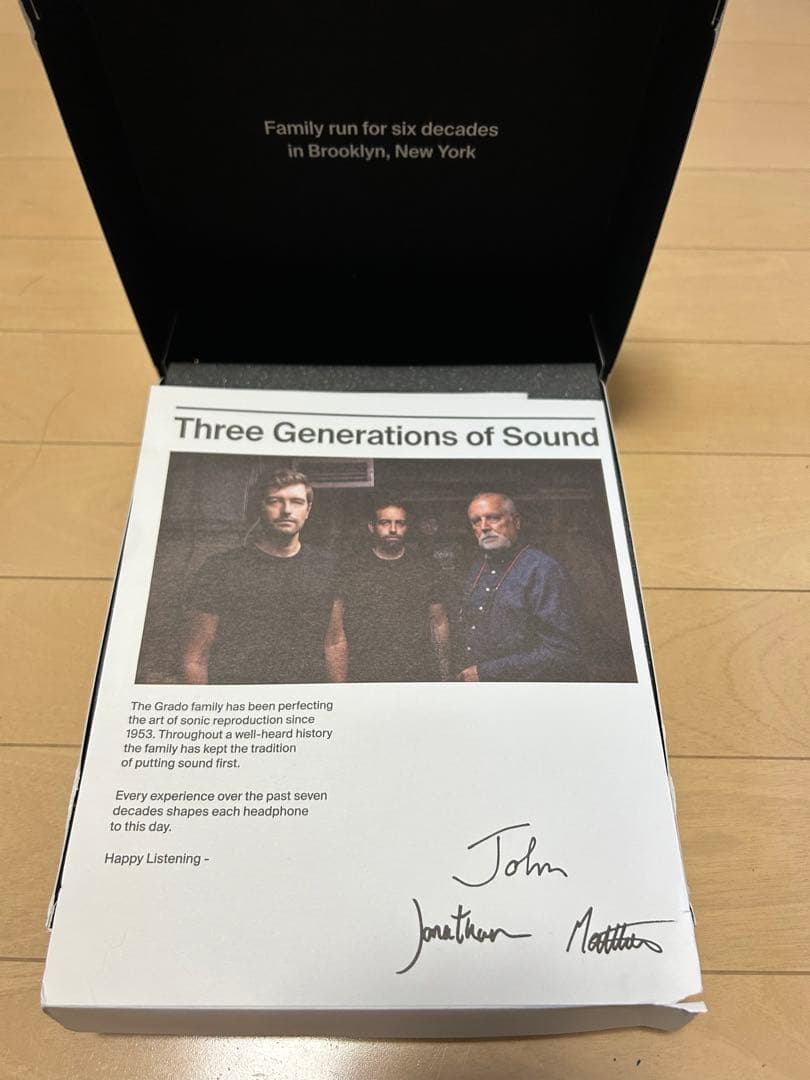 Family run for six decades
in Brooklyn, New York
Three Generations of Sound
The Grado family has been perfecting
the art of sonic reproduction since
1953. Throughout a well-heard history
the family has kept the tradition
of putting sound first.
Every experience over the past seven
decades shapes each headphone
to this day.
Happy Listening -
John
Jonathan Matthew